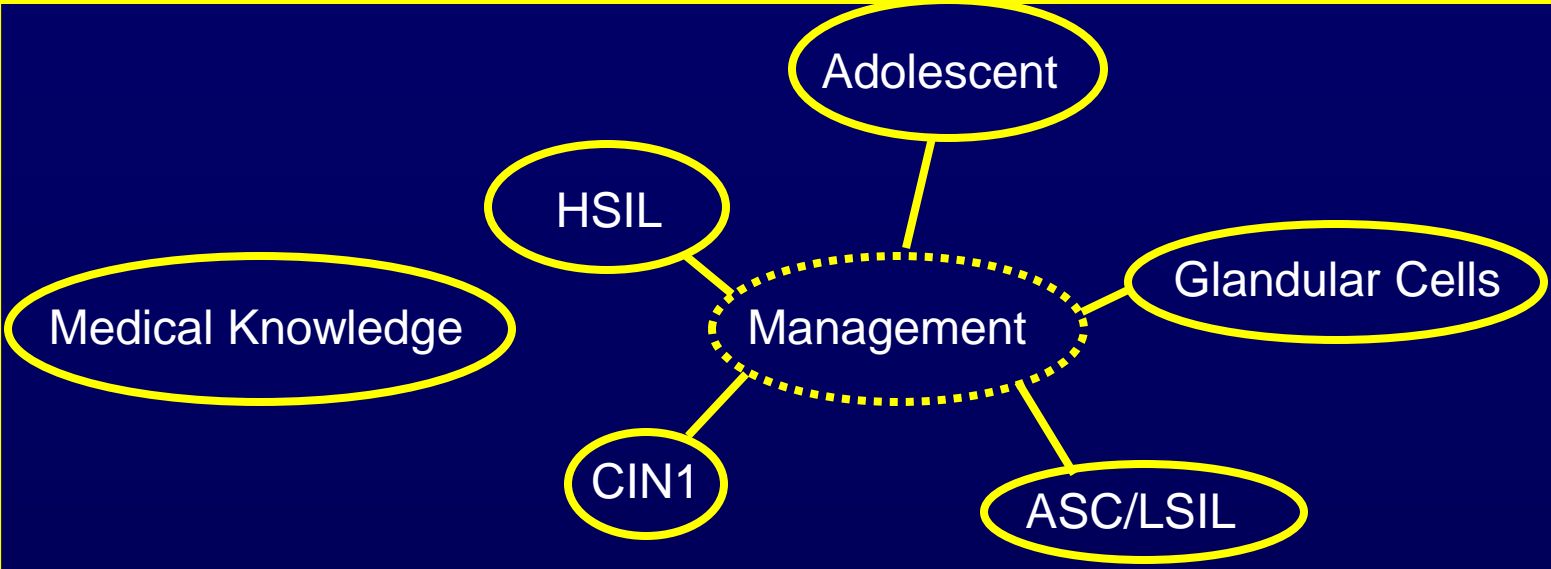 Adolescent
HSIL
Glandular Cells
Medical Knowledge
Management
CIN1
ASC/LSIL